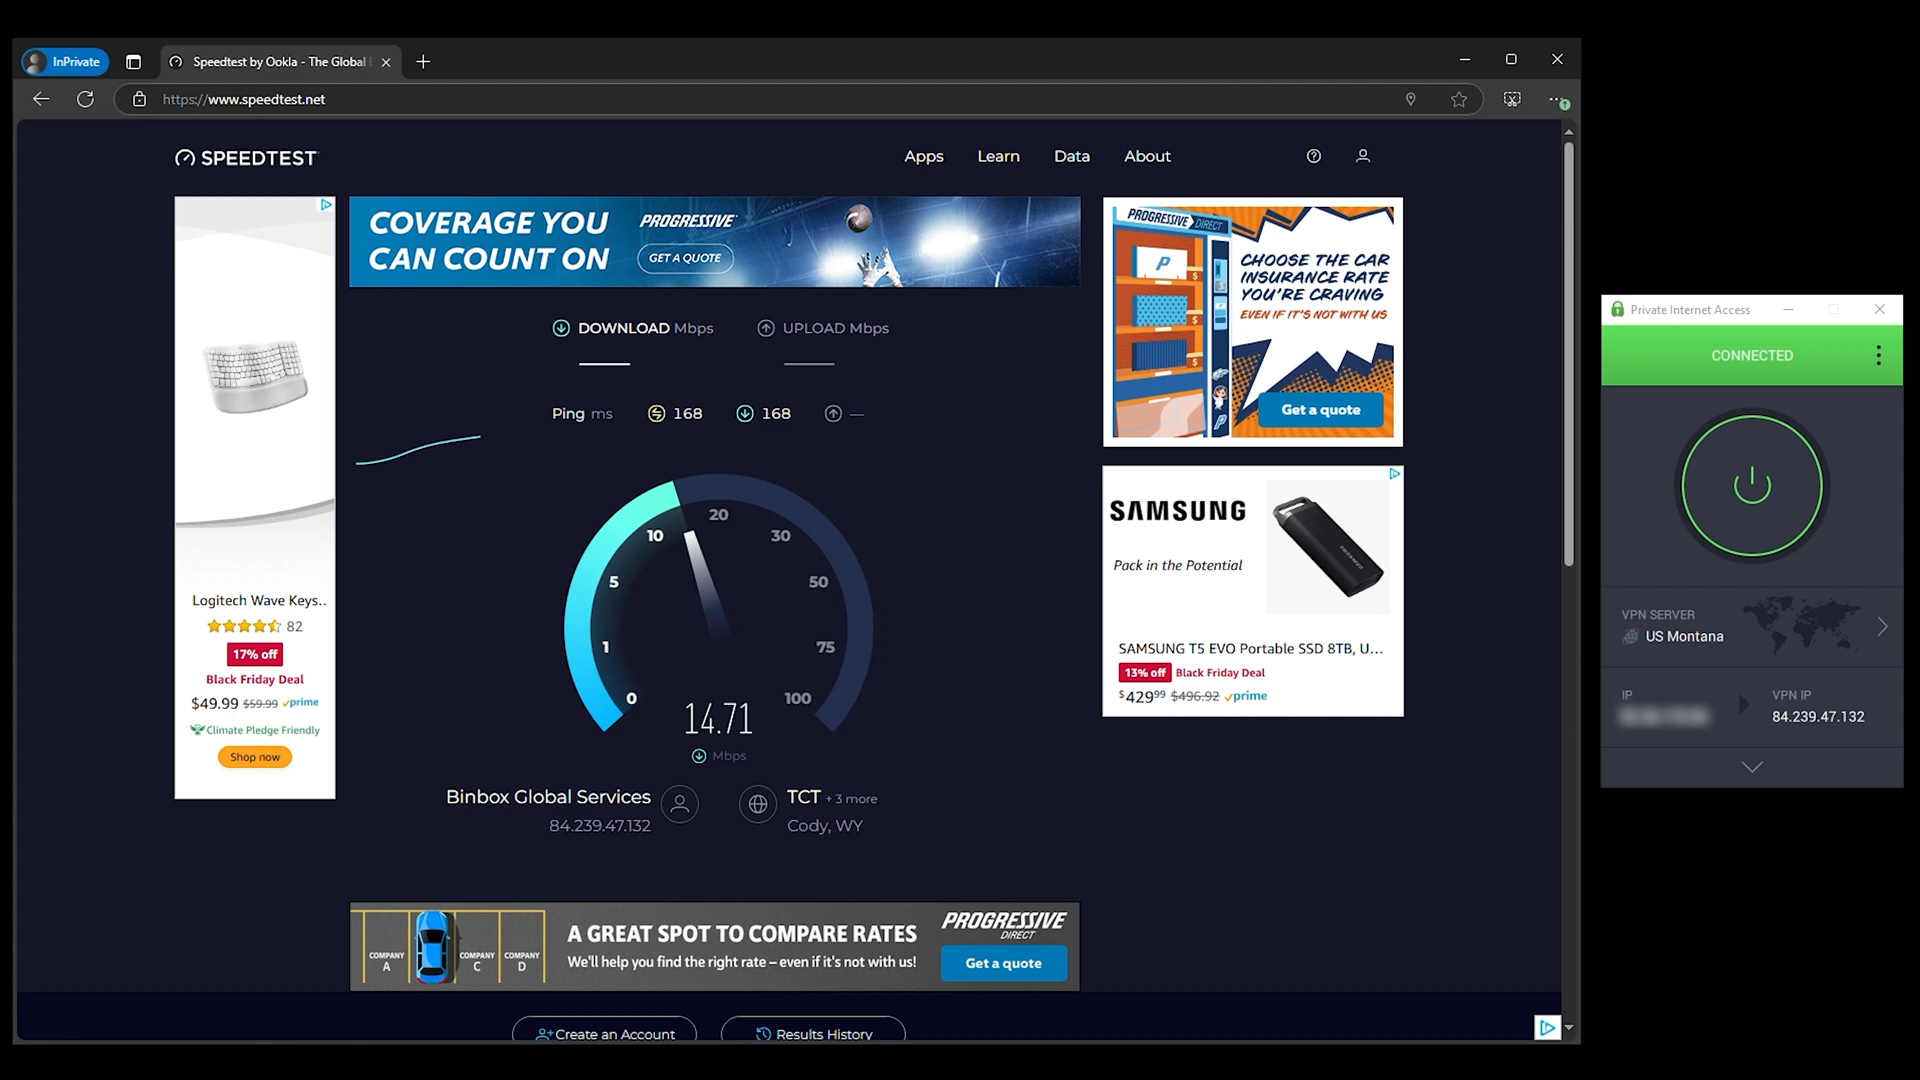 InPrivate
Speedtest by Ookla - The Global
https://www.speedtest.net
SPEEDTEST
Apps
Learn
Data
About
COVERAGE YOU
CAN COUNT ON
PROGRESSIVE
GET A QUOTE
PROGRESSIVE DIRECT
P
$
$
$
P
CHOOSE THE CAR
INSURANCE RATE
YOU'RE CRAVING
EVEN IF IT'S NOT WITH US
Get a quote
DOWNLOAD Mbps
UPLOAD Mbps
Ping ms
168
168
—
0
1
5
10
20
30
50
75
100
14.71
Mbps
Binbox Global Services
84.239.47.132
TCT + 3 more
Cody, WY
Logitech Wave Keys..
82
17% off
Black Friday Deal
$49.99 $59.99 prime
Climate Pledge Friendly
Shop now
SAMSUNG
Pack in the Potential
SAMSUNG
SAMSUNG T5 EVO Portable SSD 8TB, U...
13% off Black Friday Deal
$429.99 $496.92 prime
COMPANY
A
COMPANY
C
COMPANY
D
A GREAT SPOT TO COMPARE RATES
We'll help you find the right rate – even if it's not with us!
PROGRESSIVE
DIRECT
Get a quote
Create an Account
Results History
Private Internet Access
CONNECTED
VPN SERVER
US Montana
IP
VPN IP
84.239.47.132